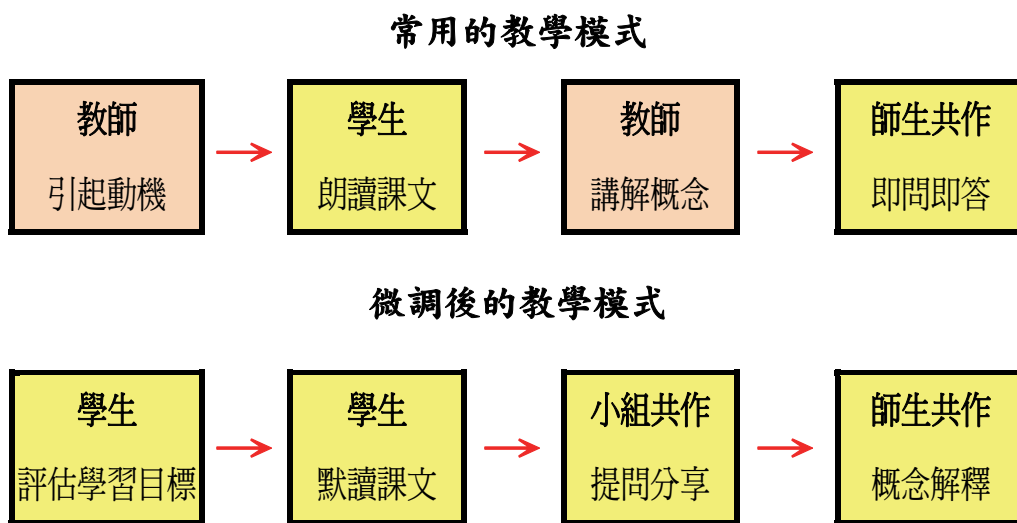 常用的教學模式
教師
引起動機
學生
朗讀課文
教師
講解概念
師生共作
即問即答
微調後的教學模式
學生
評估學習目標
學生
默讀課文
小組共作
提問分享
師生共作
概念解釋